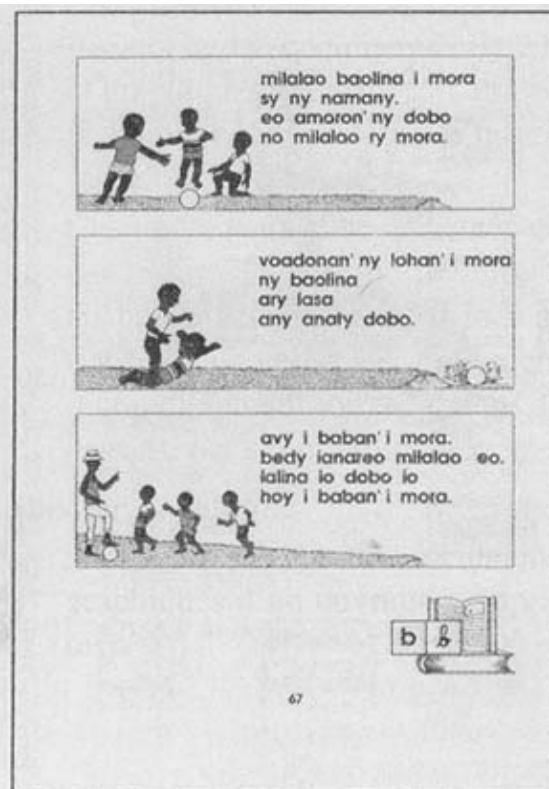 milalao baolina i mora
sy ny namany.
eo amoron' ny dobo
no milalao ry mora.
voadonan' ny lohan' i mora
ny baolina
ary lasa
any anaty dobo.
avy i baban' i mora.
bedy ianareo milalao eo.
lalina io dobo io
hoy i baban' i mora.
b b
67